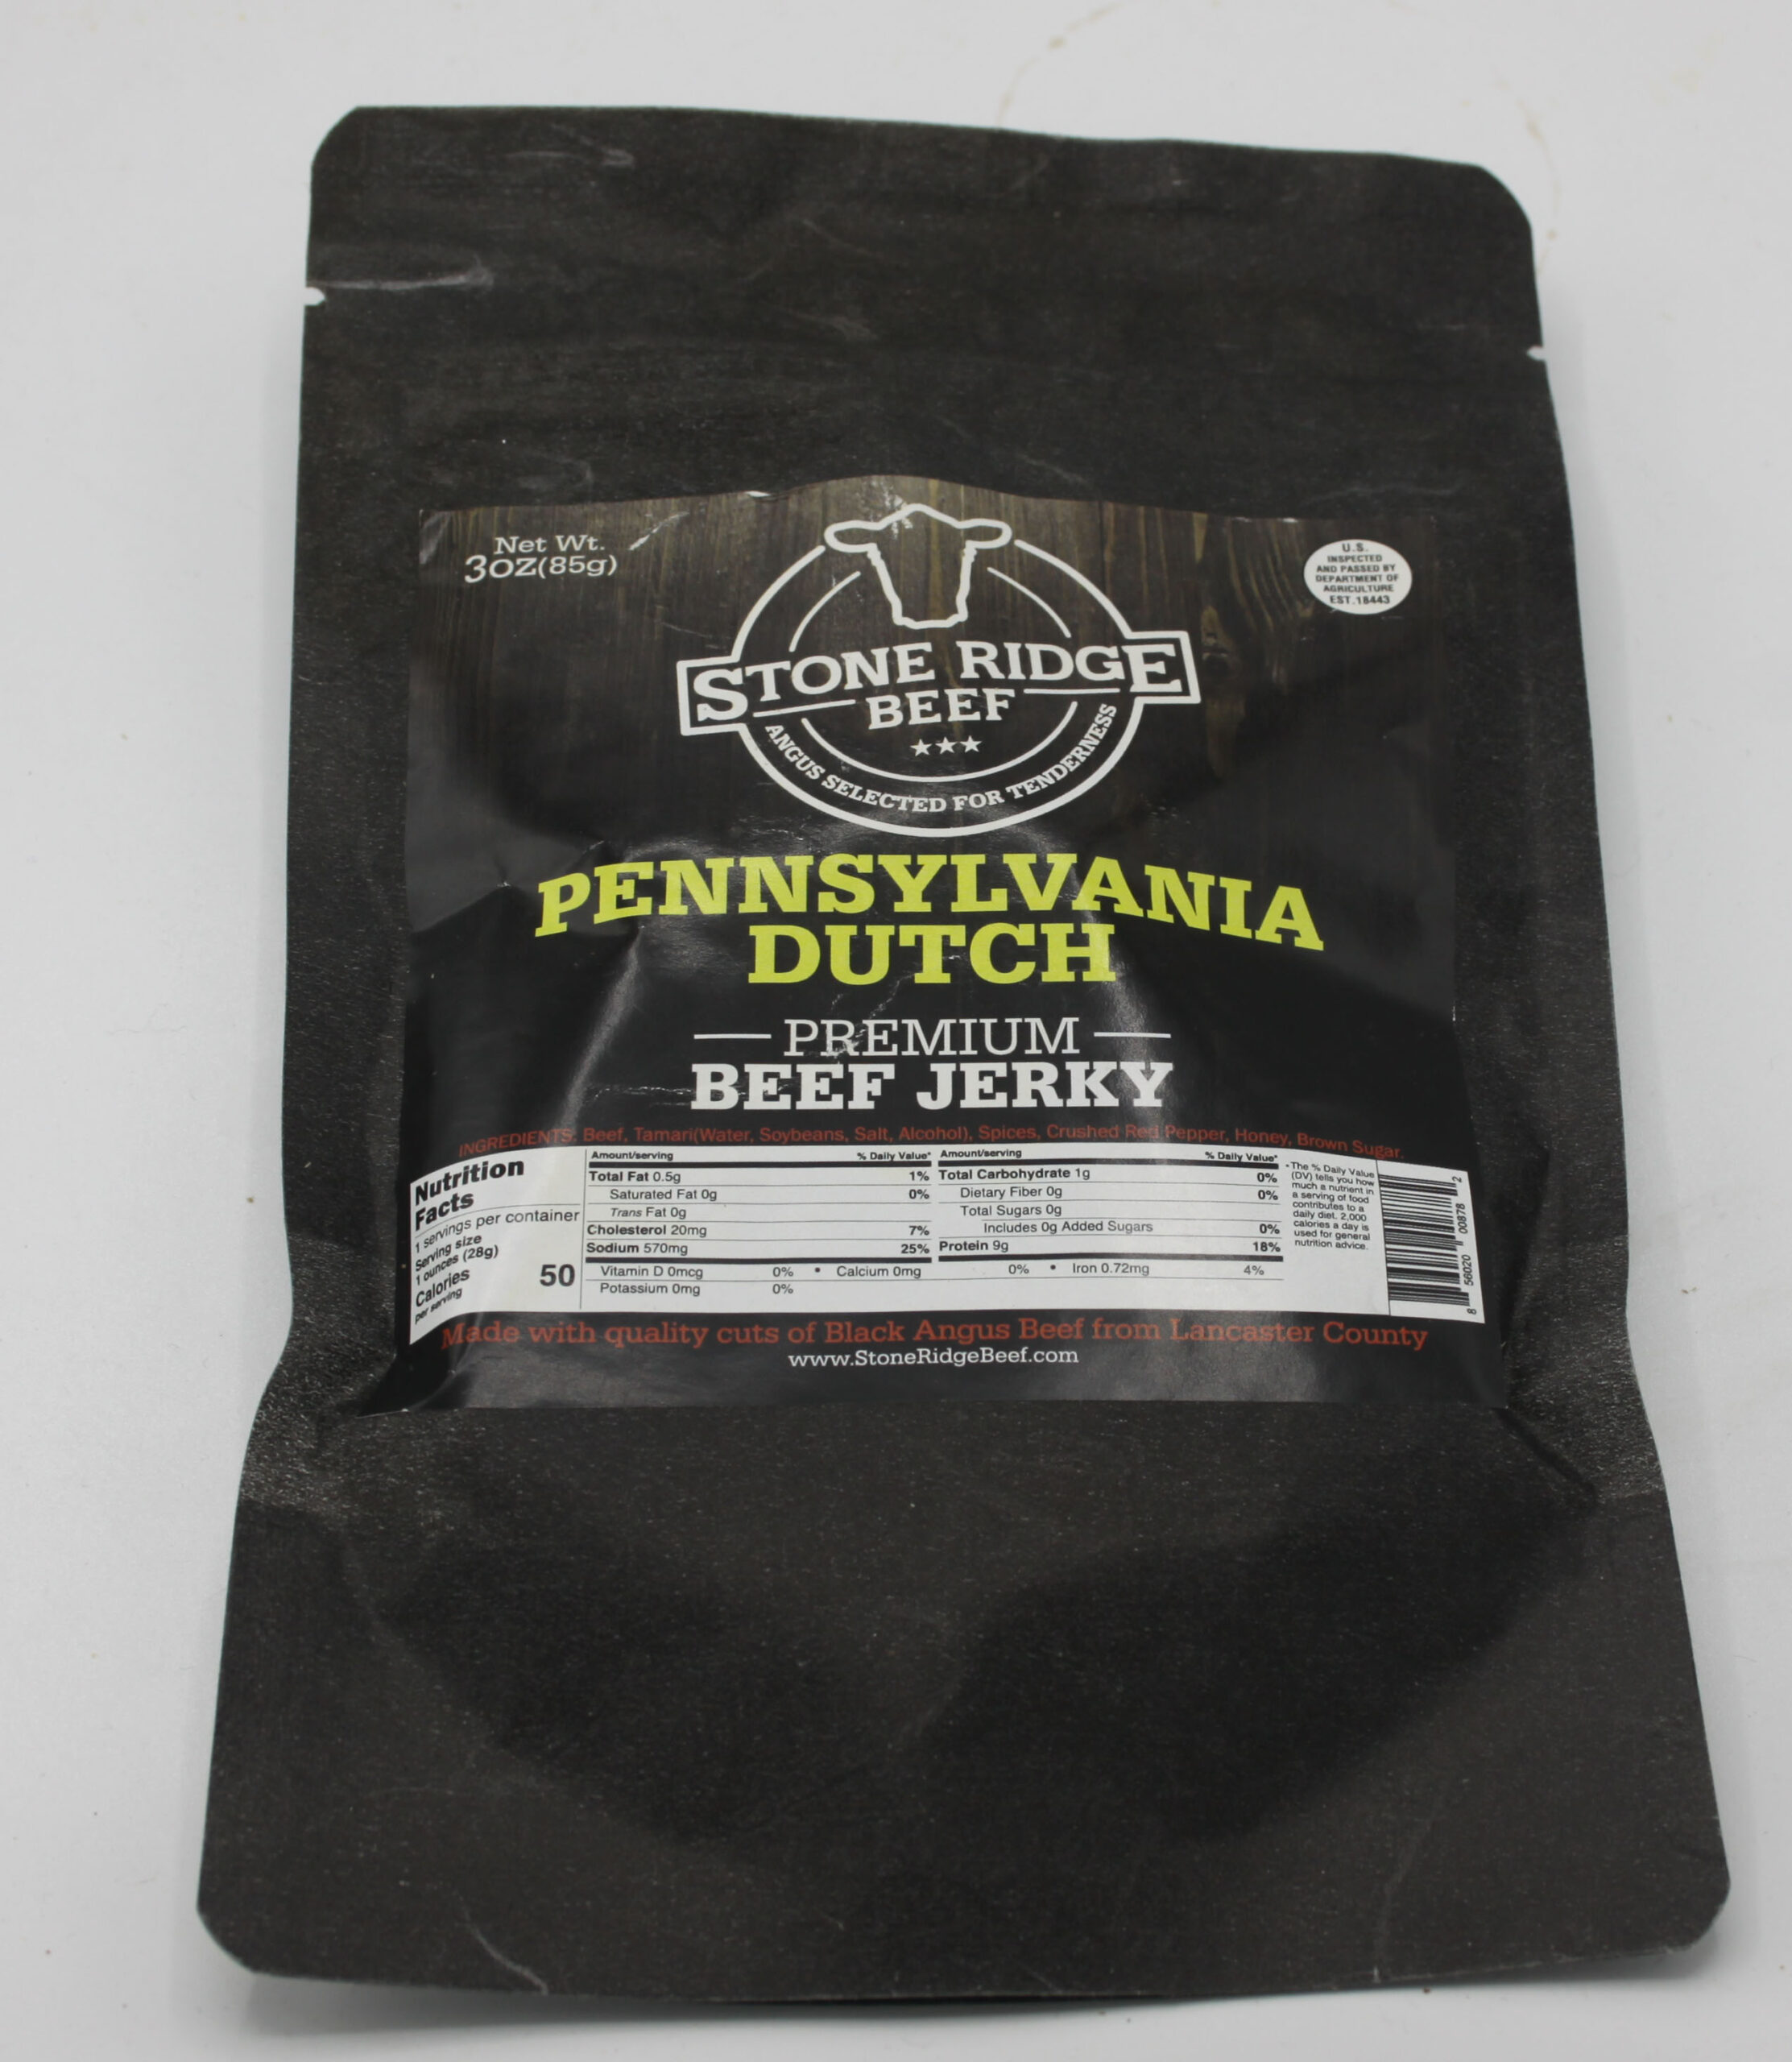 Net Wt.
3OZ(85g)
U.S.
INSPECTED
AND PASSED BY
DEPARTMENT OF
AGRICULTURE
EST.18443
STONE RIDGE
BEEF
ANGUS SELECTED FOR TENDERNESS
PENNSYLVANIA
DUTCH
PREMIUM
BEEF JERKY
INGREDIENTS: Beef, Tamari(Water, Soybeans, Salt, Alcohol), Spices, Crushed Red Pepper, Honey, Brown Sugar.
Nutrition
Facts
1 servings per container
Serving size
1 ounces (28g)
Calories 50
per serving
Amount/serving % Daily Value*
Total Fat 0.5g 1%
Saturated Fat 0g 0%
Trans Fat 0g
Cholesterol 20mg 7%
Sodium 570mg 25%
Amount/serving % Daily Value*
Total Carbohydrate 1g 0%
Dietary Fiber 0g 0%
Total Sugars 0g
Includes 0g Added Sugars 0%
Protein 9g 18%
Vitamin D 0mcg 0% • Calcium 0mg 0% • Iron 0.72mg 4%
Potassium 0mg 0%
*The % Daily Value
(DV) tells you how
much a nutrient in
a serving of food
contributes to a
daily diet. 2,000
calories a day is
used for general
nutrition advice.
8 56020 00878 2
Made with quality cuts of Black Angus Beef from Lancaster County
www.StoneRidgeBeef.com